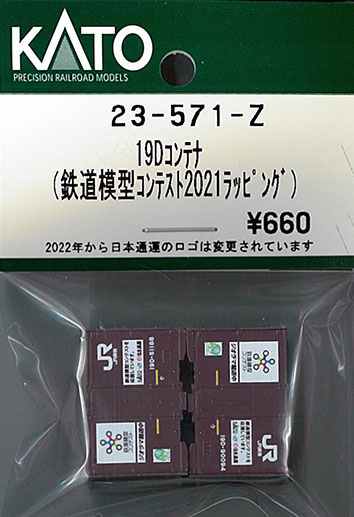 KATO
PRECISION RAILROAD MODELS
23-571-Z
19Dコンテナ
(鉄道模型コンテスト2021ラッピング)
¥660
2022年から日本通運のロゴは変更されています
JR
JR